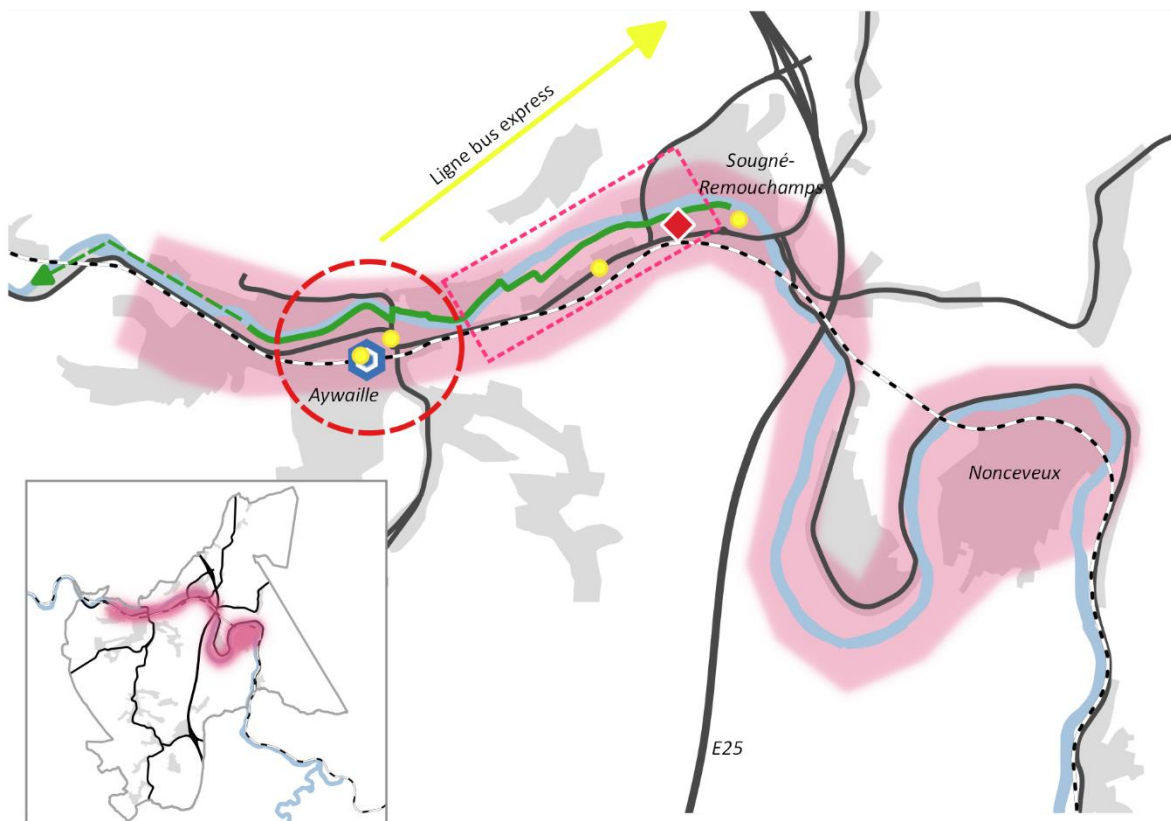 Ligne bus express
Sougné-
Remouchamps
Aywaille
Nonceveux
E25